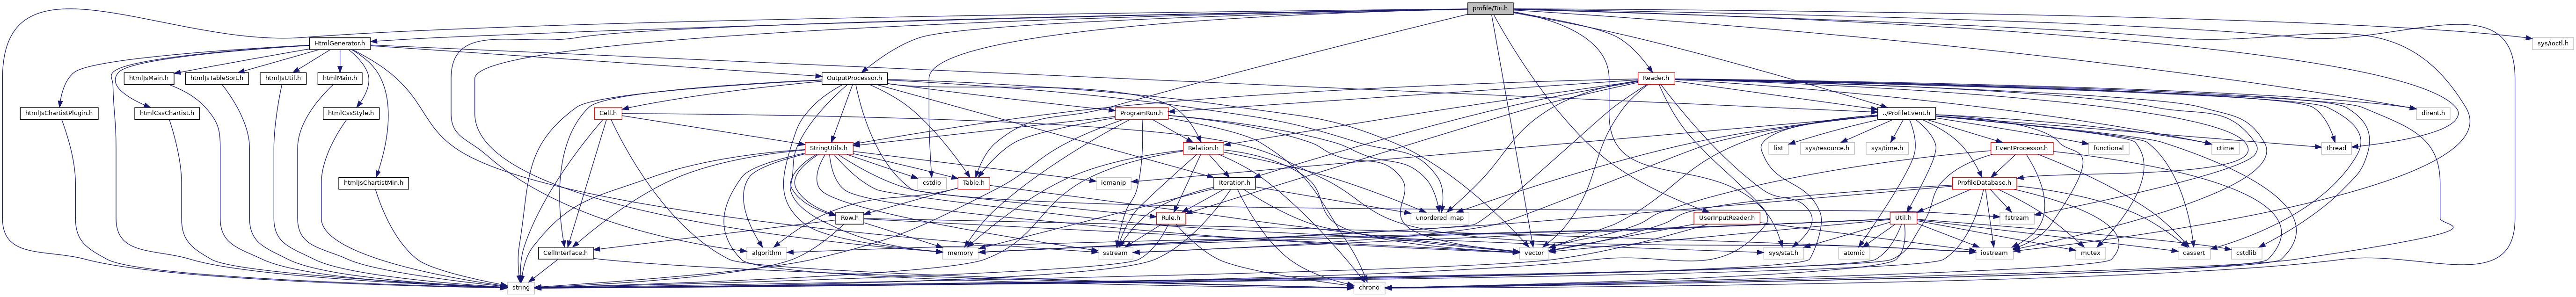 profile/Tui.h
HtmlGenerator.h
sys/ioctl.h
htmlJsMain.h
htmlJsTableSort.h
htmlJsUtil.h
htmlMain.h
OutputProcessor.h
Reader.h
htmlJsChartistPlugin.h
htmlCssChartist.h
htmlCssStyle.h
Cell.h
ProgramRun.h
../ProfileEvent.h
dirent.h
StringUtils.h
Relation.h
list
sys/resource.h
sys/time.h
EventProcessor.h
functional
ctime
thread
htmlJsChartistMin.h
cstdio
Table.h
iomanip
Iteration.h
ProfileDatabase.h
Row.h
Rule.h
unordered_map
UserInputReader.h
Util.h
fstream
CellInterface.h
algorithm
memory
sstream
vector
sys/stat.h
atomic
iostream
mutex
cassert
cstdlib
string
chrono